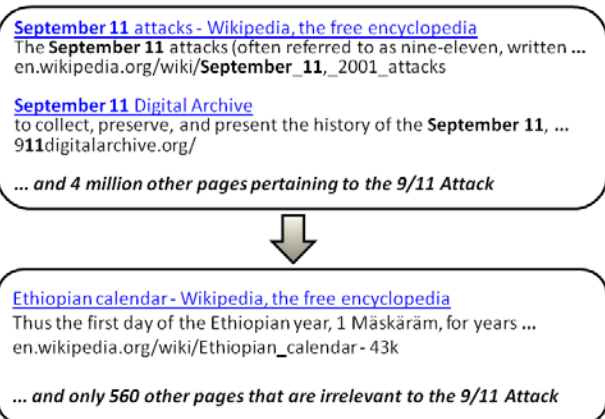 September 11 attacks - Wikipedia, the free encyclopedia
The September 11 attacks (often referred to as nine-eleven, written ...
en.wikipedia.org/wiki/September_11,_2001_attacks
September 11 Digital Archive
to collect, preserve, and present the history of the September 11, ...
911digitalarchive.org/
... and 4 million other pages pertaining to the 9/11 Attack
Ethiopian calendar - Wikipedia, the free encyclopedia
Thus the first day of the Ethiopian year, 1 Mäskäräm, for years ...
en.wikipedia.org/wiki/Ethiopian_calendar - 43k
... and only 560 other pages that are irrelevant to the 9/11 Attack